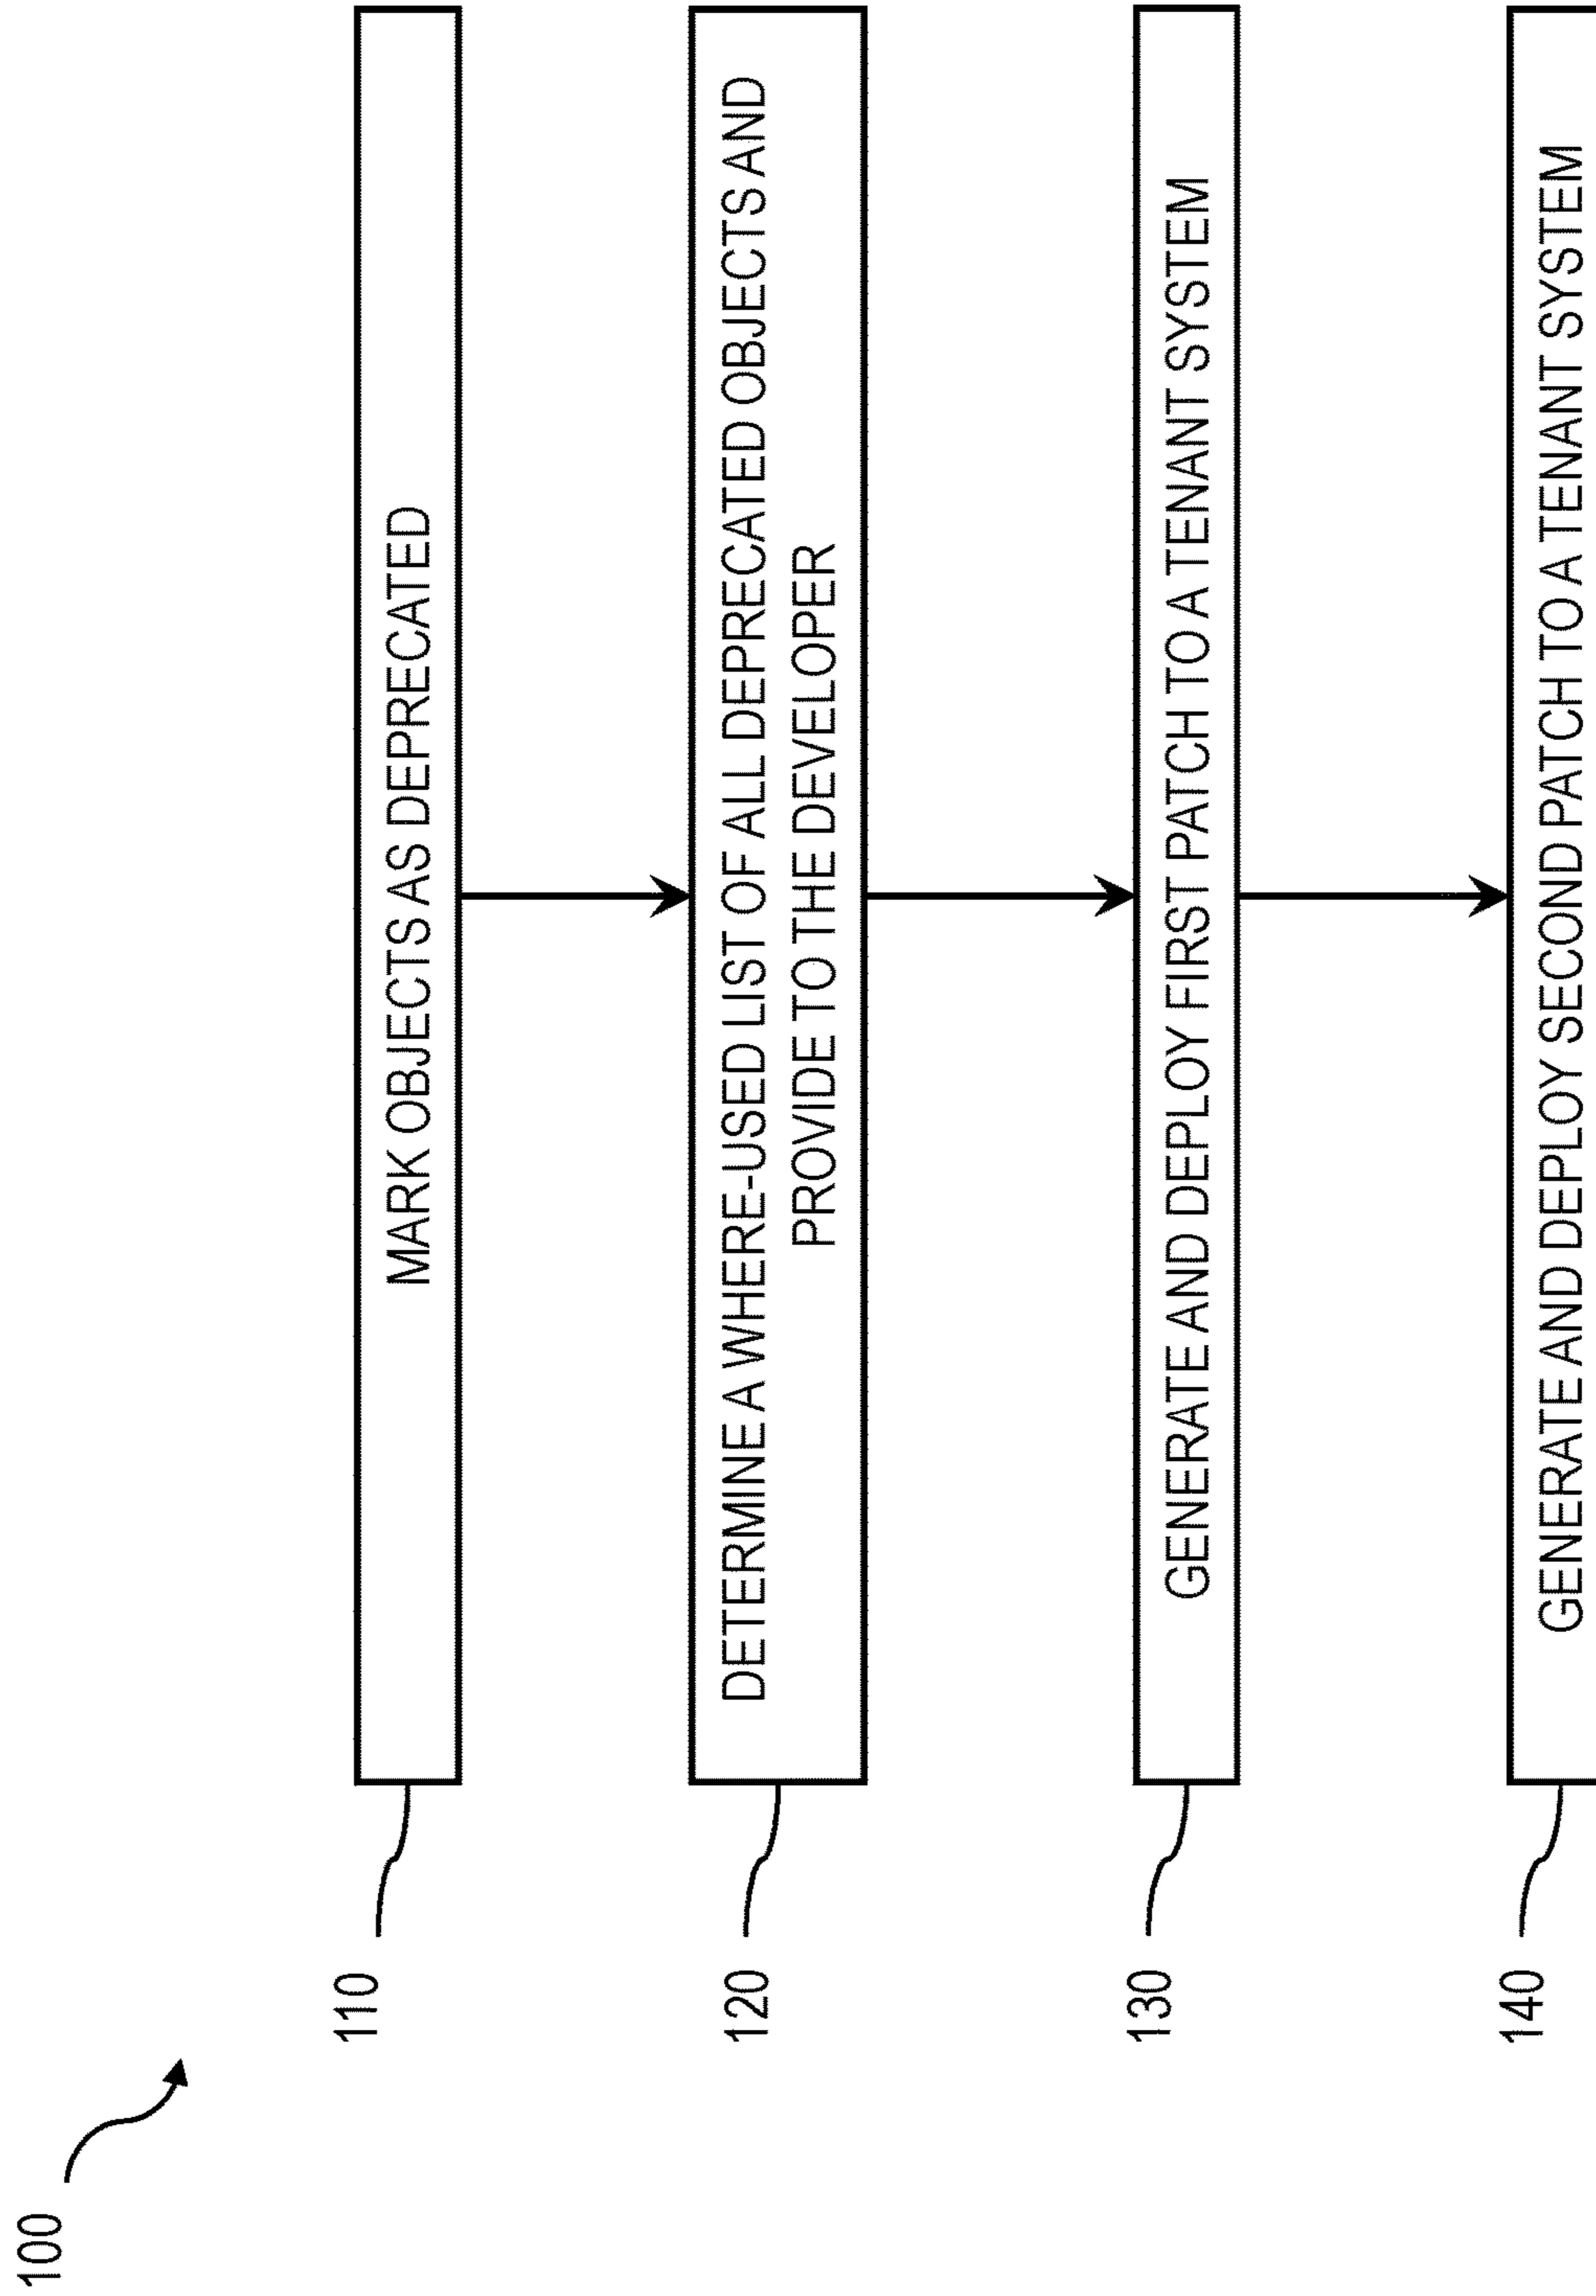 100
110
MARK OBJECTS AS DEPRECATED
120
DETERMINE A WHERE-USED LIST OF ALL DEPRECATED OBJECTS AND
PROVIDE TO THE DEVELOPER
130
GENERATE AND DEPLOY FIRST PATCH TO A TENANT SYSTEM
140
GENERATE AND DEPLOY SECOND PATCH TO A TENANT SYSTEM